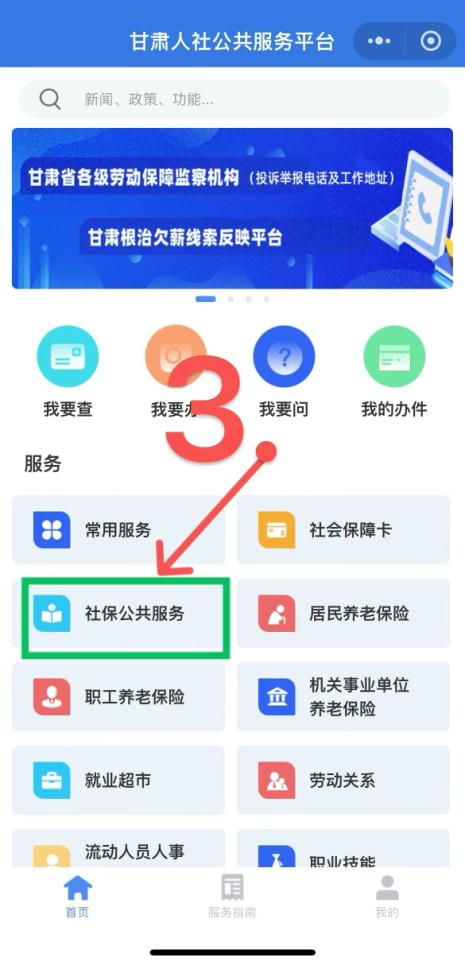 甘肃人社公共服务平台
新闻、政策、功能...
甘肃省各级劳动保障监察机构（投诉举报电话及工作地址）
甘肃根治欠薪线索反映平台
我要查
我要办
我要问
我的办件
3
服务
常用服务
社会保障卡
社保公共服务
居民养老保险
职工养老保险
机关事业单位
养老保险
就业超市
劳动关系
流动人员人事
职业技能
首页
服务指南
我的